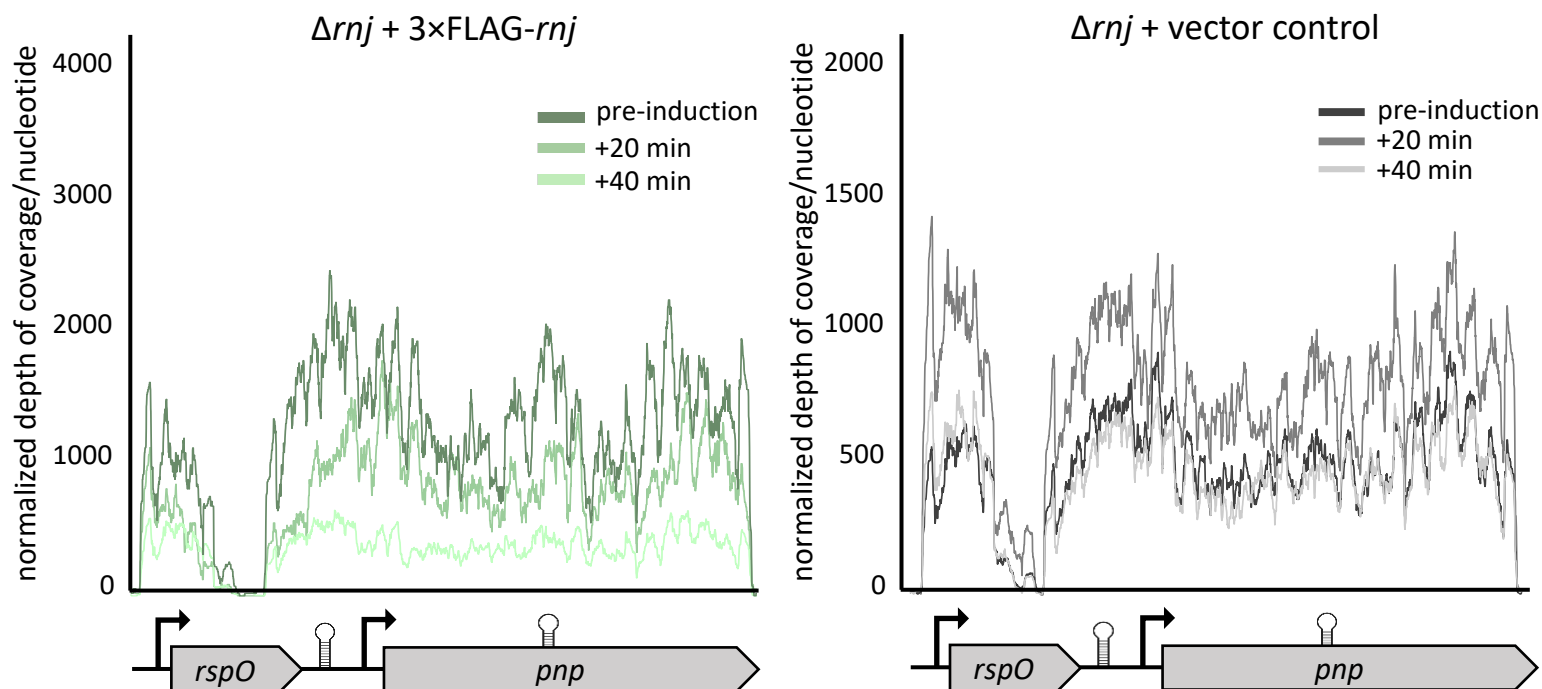 Δrnj + 3×FLAG-rnj
normalized depth of coverage/nucleotide
4000
3000
2000
1000
0
pre-induction
+20 min
+40 min
rspO
pnp
Δrnj + vector control
normalized depth of coverage/nucleotide
2000
1500
1000
500
0
pre-induction
+20 min
+40 min
rspO
pnp